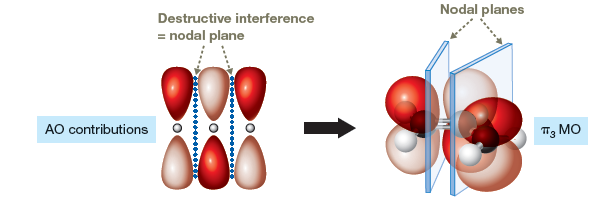 Destructive interference
= nodal plane
Nodal planes
AO contributions
π₃ MO